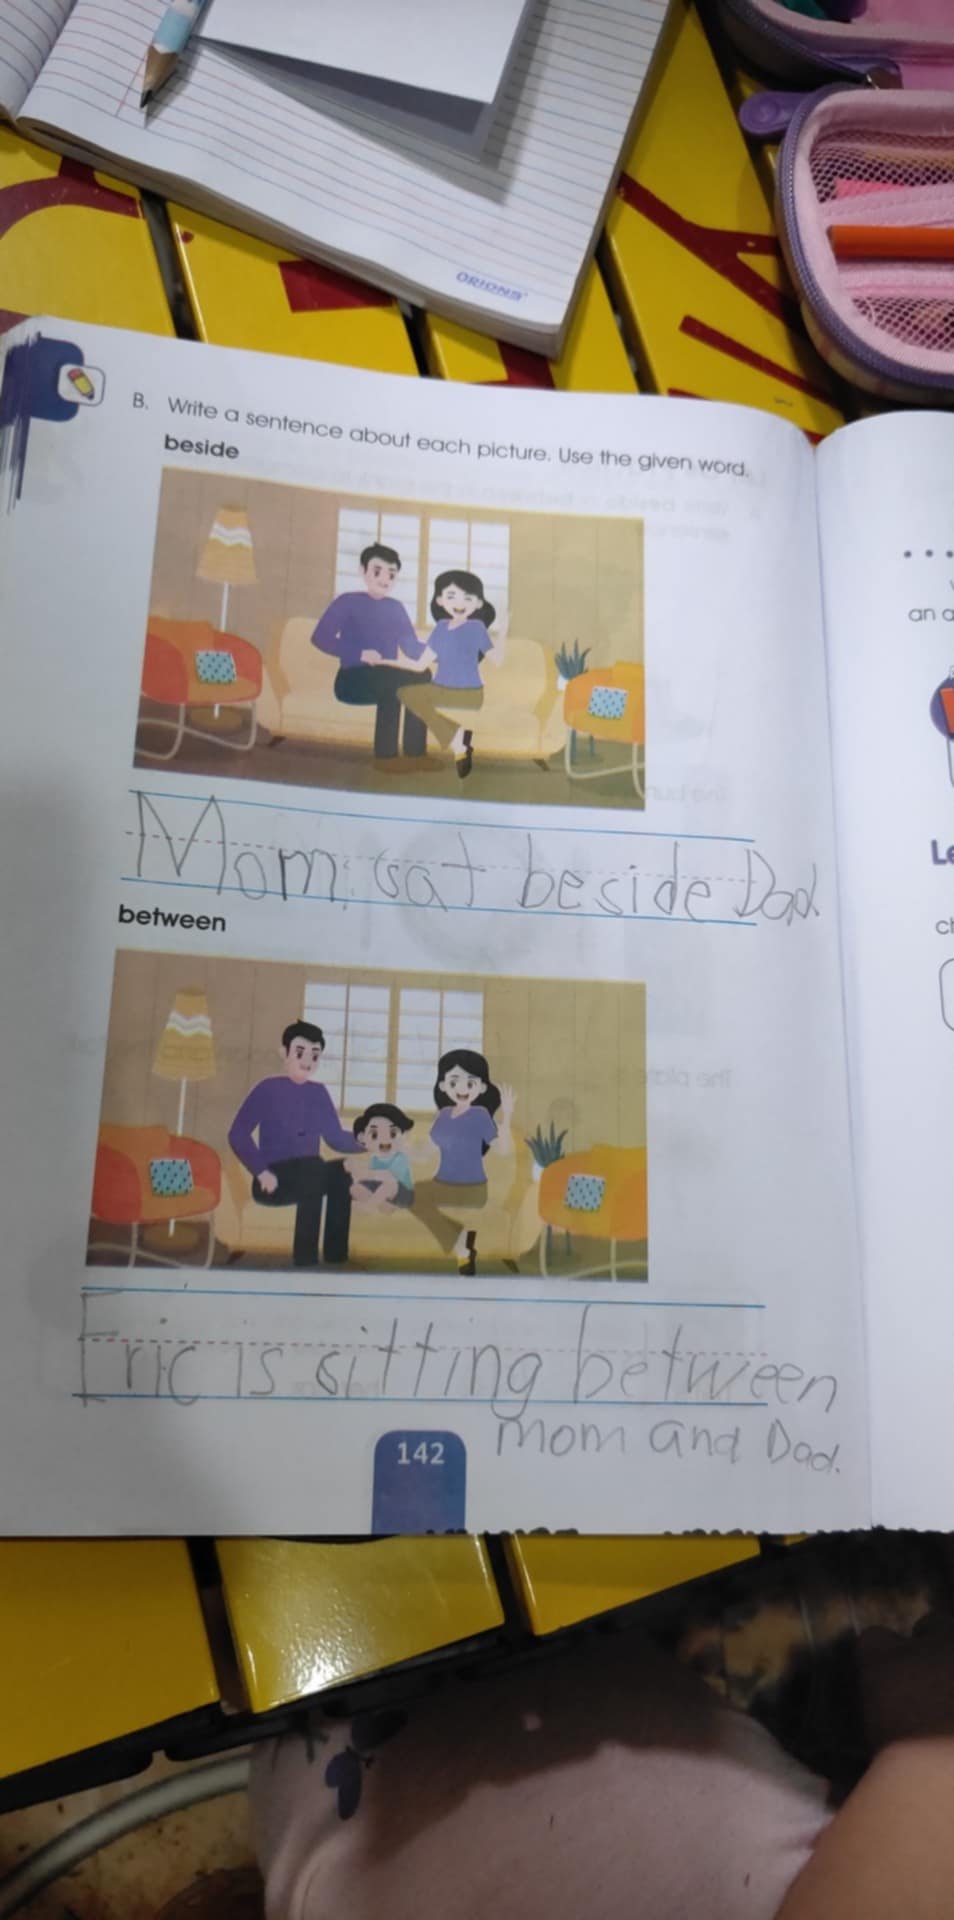 ORIONS
B. Write a sentence about each picture. Use the given word.
beside
Mom sat beside Dad
between
Eric is sitting between
mom and Dad.
142
an a
Le